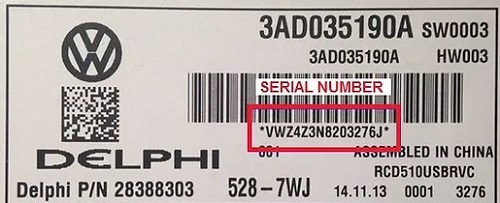 3AD035190A SW0003
3AD035190A HW003
SERIAL NUMBER
*VWZ4Z3N8203276J*
001 ASSEMBLED IN CHINA
DELPHI
RCD510USBRVC
Delphi P/N 28388303 528-7WJ 14.11.13 0001 3276